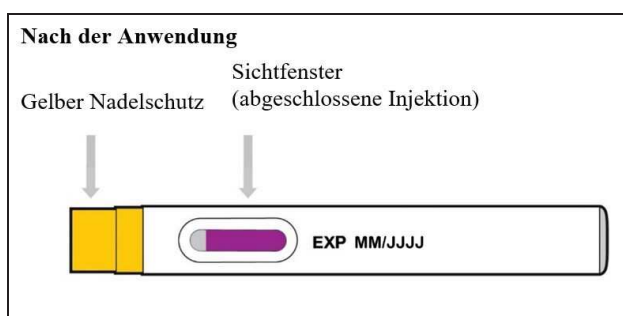 Nach der Anwendung
Sichtfenster
(abgeschlossene Injektion)
Gelber Nadelschutz
EXP MM/JJJJ